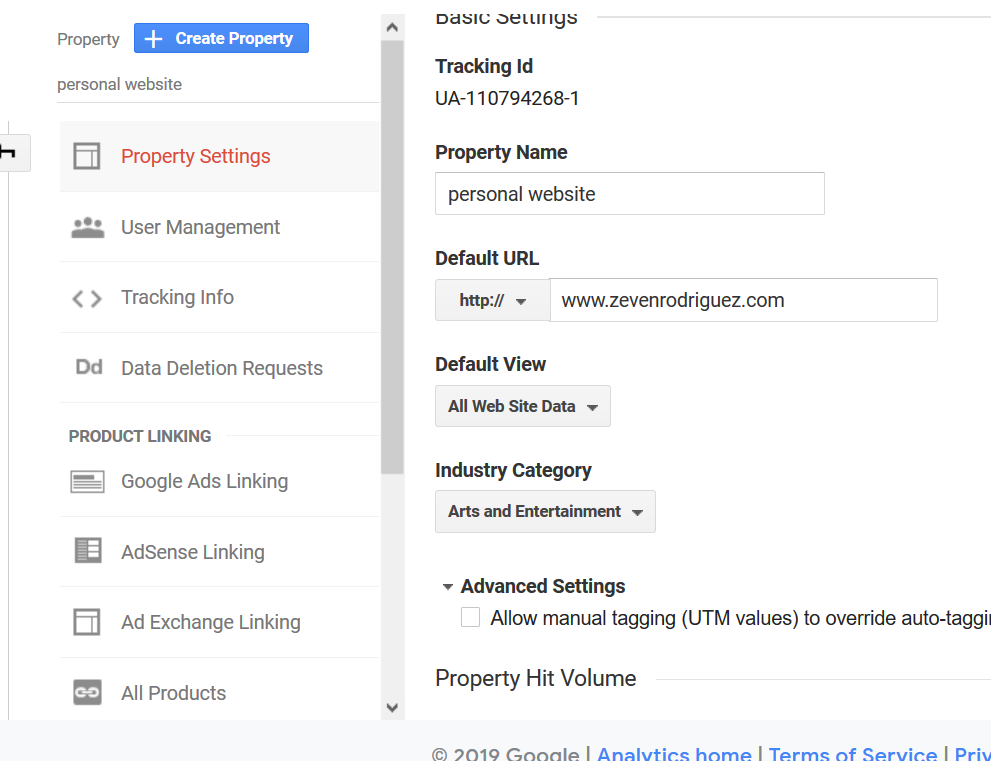 Property
Create Property
personal website
Property Settings
User Management
Tracking Info
Dd
Data Deletion Requests
PRODUCT LINKING
Google Ads Linking
AdSense Linking
Ad Exchange Linking
All Products
Basic Settings
Tracking Id
UA-110794268-1
Property Name
personal website
Default URL
http:// www.zevenrodriguez.com
Default View
All Web Site Data
Industry Category
Arts and Entertainment
Advanced Settings
Allow manual tagging (UTM values) to override auto-taggi
Property Hit Volume
© 2019 Google | Analytics home | Terms of Service | Priv